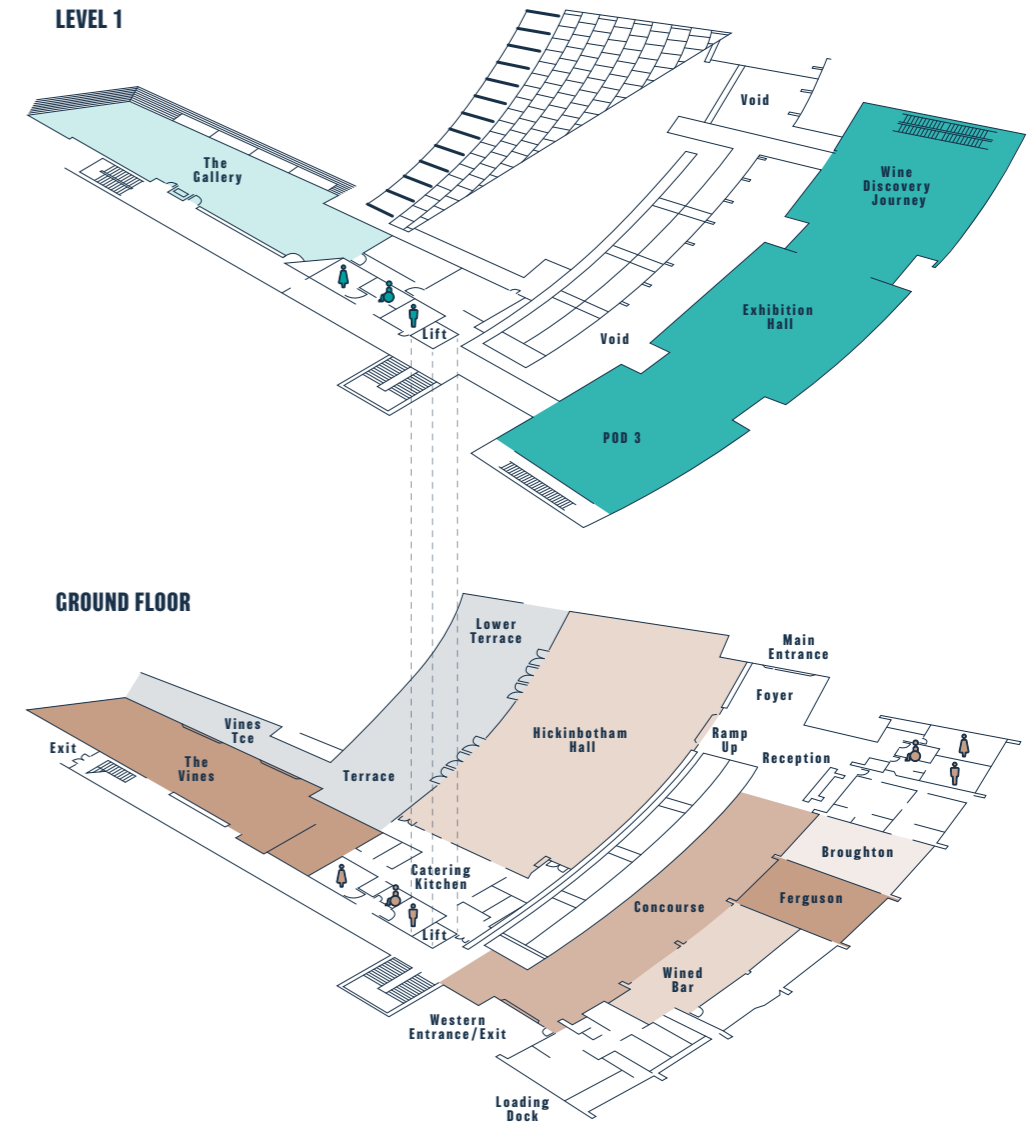 LEVEL 1
Void
The
Gallery
Wine
Discovery
Journey
Exhibition
Hall
Lift
Void
POD 3
GROUND FLOOR
Lower
Terrace
Main
Entrance
Foyer
Vines
Tce
Hickinbotham
Hall
Ramp
Up
Exit
The
Vines
Terrace
Reception
Broughton
Catering
Kitchen
Ferguson
Concourse
Lift
Wined
Bar
Western
Entrance/Exit
Loading
Dock